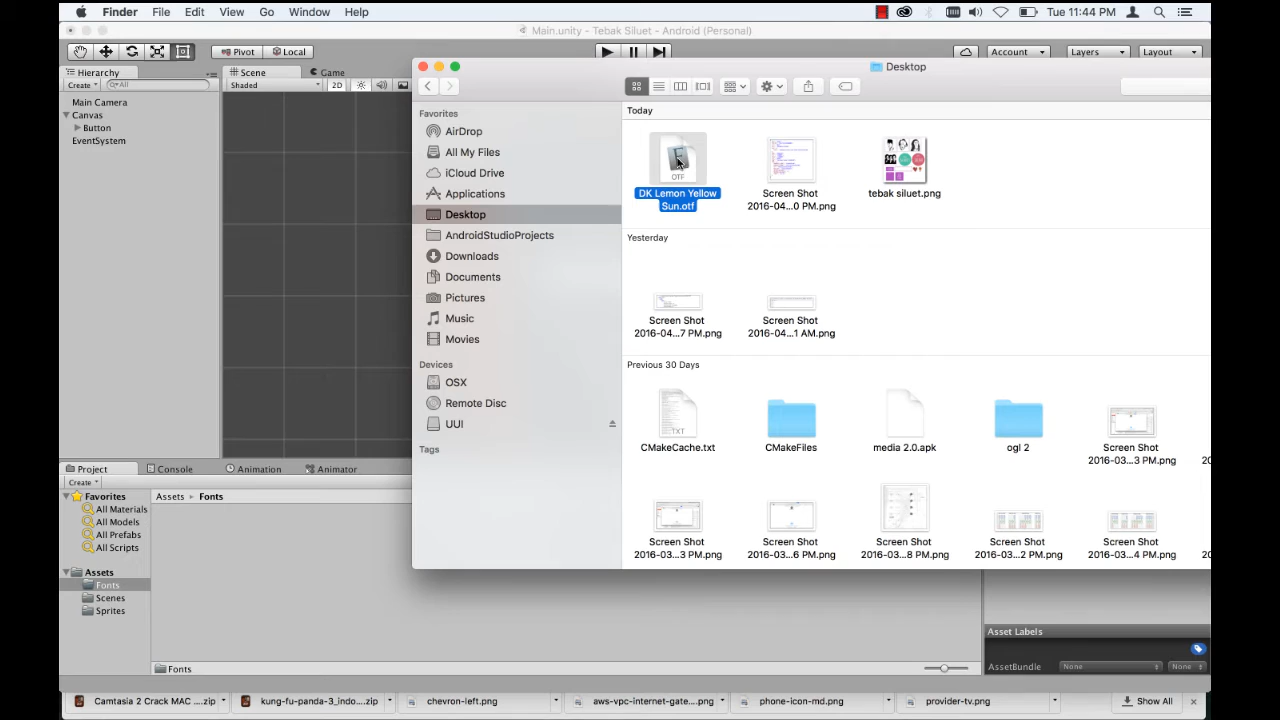 Finder File Edit View Go Window Help Tue 11:44 PM
Main.unity - Tebak Siluet - Android (Personal)
Pivot Local Account Layers Layout
Hierarchy
Create All
Main Camera
Canvas
Button
EventSystem
Scene Game
Shaded 2D
Desktop
Favorites
AirDrop
All My Files
iCloud Drive
Applications
Desktop
AndroidStudioProjects
Downloads
Documents
Pictures
Music
Movies
Devices
OSX
Remote Disc
UUI
Tags
Today
OTF
DK Lemon Yellow
Sun.otf
Screen Shot
2016-04...0 PM.png
tebak siluet.png
Yesterday
Screen Shot
2016-04...7 PM.png
Screen Shot
2016-04...1 AM.png
Previous 30 Days
TXT
CMakeCache.txt
CMakeFiles
media 2.0.apk
ogl 2
Screen Shot
2016-03...3 PM.png
Screen Shot
2016-03...3 PM.png
Screen Shot
2016-03...6 PM.png
Screen Shot
2016-03...8 PM.png
Screen Shot
2016-03...2 PM.png
Screen Shot
2016-03...4 PM.png
Project Console Animation Animator
Create
Favorites
All Materials
All Models
All Prefabs
All Scripts
Assets
Fonts
Scenes
Sprites
Assets Fonts
Fonts
Asset Labels
AssetBundle None None
Camtasia 2 Crack MAC ....zip kung-fu-panda-3_indo...zip chevron-left.png aws-vpc-internet-gate....png phone-icon-md.png provider-tv.png Show All